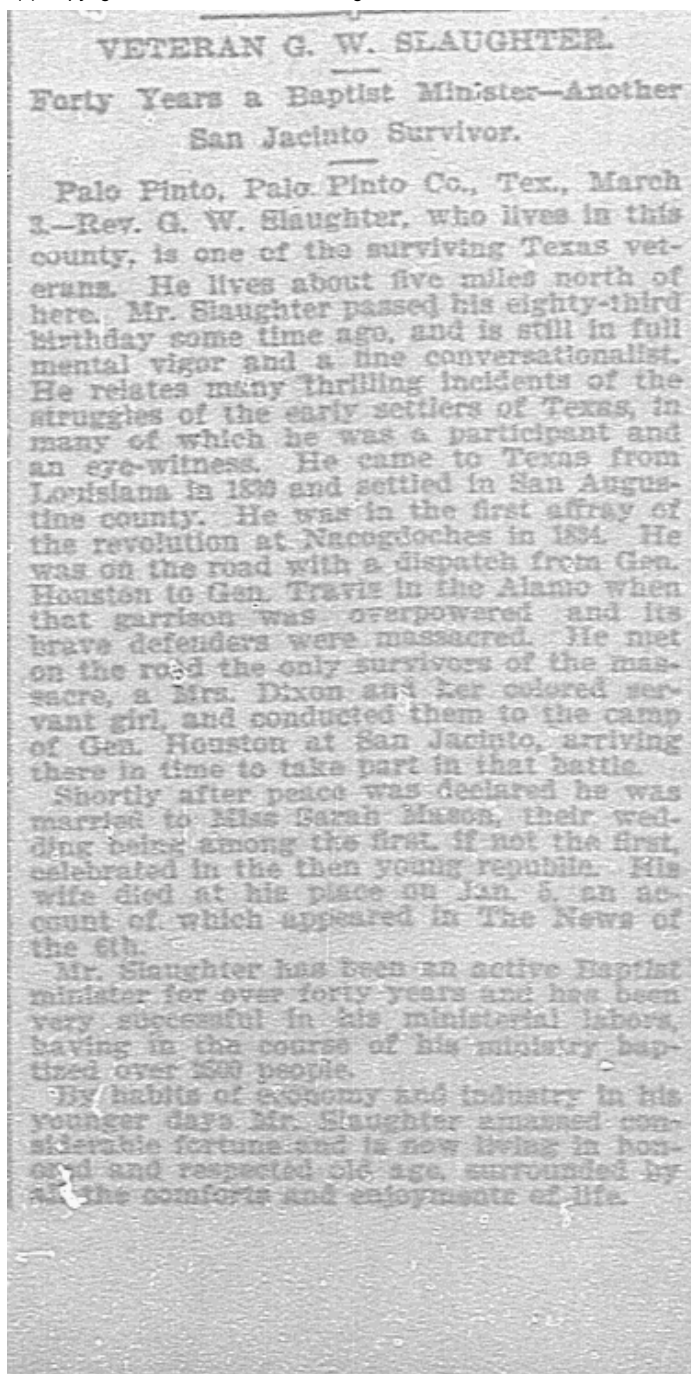 VETERAN G. W. SLAUGHTER.
Forty Years a Baptist Minister—Another
San Jacinto Survivor.
Palo Pinto, Palo Pinto Co., Tex., March
3.—Rev. G. W. Slaughter, who lives in this
county, is one of the surviving Texas vet-
erans. He lives about five miles north of
here. Mr. Slaughter passed his eighty-third
birthday some time ago, and is still in full
mental vigor and a fine conversationalist.
He relates many thrilling incidents of the
struggles of the early settlers of Texas, in
many of which he was a participant and
an eye-witness. He came to Texas from
Louisiana in 1830 and settled in San Augus-
tine county. He was in the first affray of
the revolution at Nacogdoches in 1834. He
was on the road with a dispatch from Gen.
Houston to Gen. Travis in the Alamo when
that garrison was overpowered and its
brave defenders were massacred. He met
on the road the only survivors of the mas-
sacre, a Mrs. Dixon and her colored ser-
vant girl, and conducted them to the camp
of Gen. Houston at San Jacinto, arriving
there in time to take part in that battle.
Shortly after peace was declared he was
married to Miss Sarah Mason, their wed-
ding being among the first, if not the first,
celebrated in the then young republic. His
wife died at his place on Jan. 5, an ac-
count of which appeared in The News of
the 6th.
Mr. Slaughter has been an active Baptist
minister for over forty years and has been
very successful in his ministerial labors,
having in the course of his ministry bap-
tized over people.
By habits of economy and industry in his
younger days Mr. Slaughter amassed con-
siderable fortune and is now living in hon-
ored and respected old age, surrounded by
all the comforts and enjoyments of life.